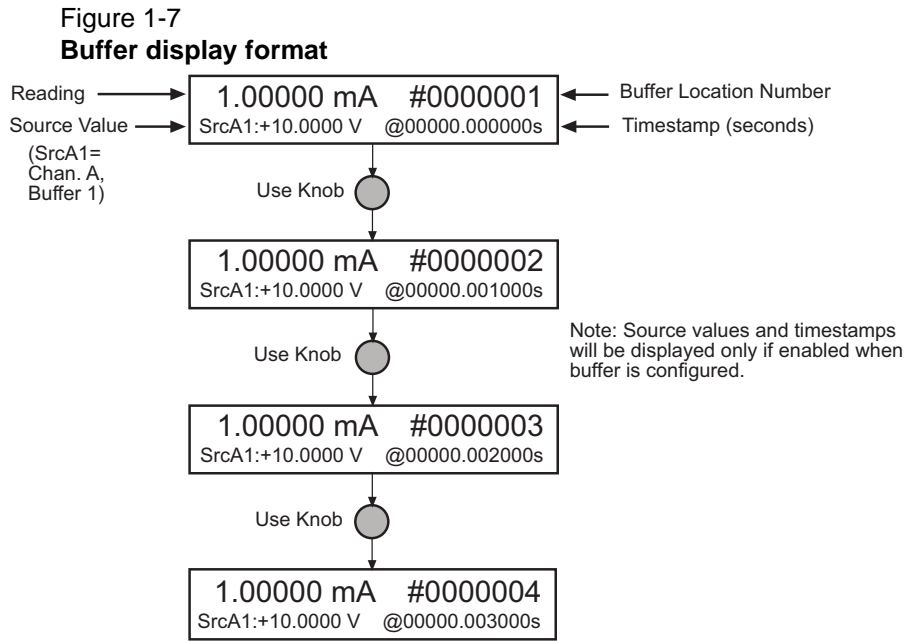 Figure 1-7
Buffer display format
Reading
1.00000 mA #0000001
Buffer Location Number
Source Value
SrcA1:+10.0000 V @00000.000000s
Timestamp (seconds)
(SrcA1=
Chan. A,
Buffer 1)
Use Knob
1.00000 mA #0000002
SrcA1:+10.0000 V @00000.001000s
Note: Source values and timestamps
will be displayed only if enabled when
buffer is configured.
Use Knob
1.00000 mA #0000003
SrcA1:+10.0000 V @00000.002000s
Use Knob
1.00000 mA #0000004
SrcA1:+10.0000 V @00000.003000s